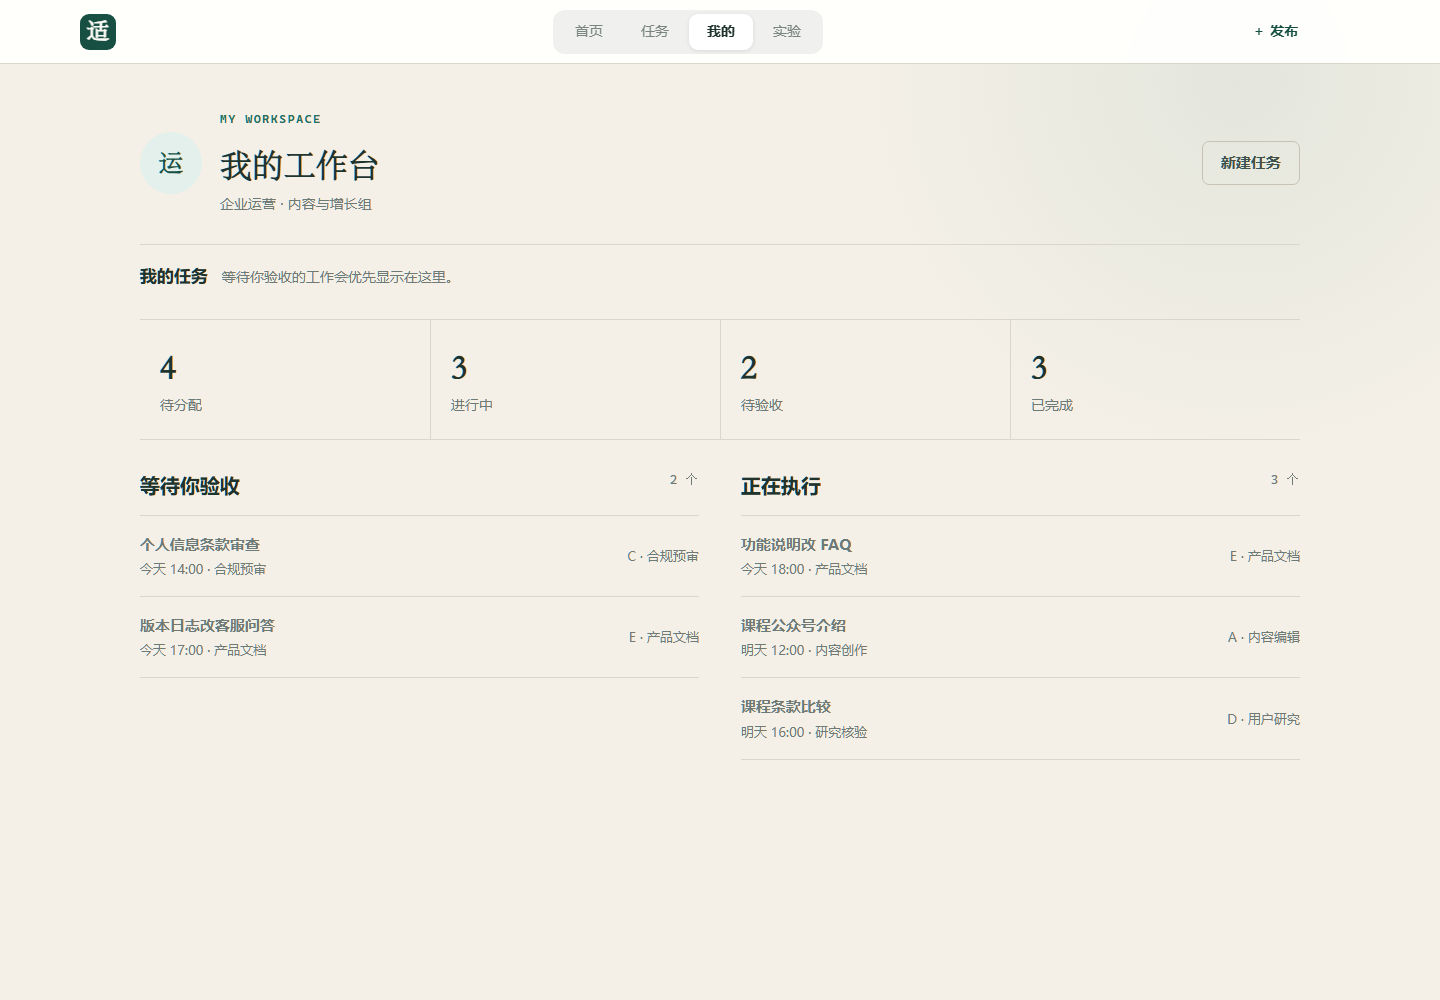 适
首页 任务 我的 实验
+ 发布
MY WORKSPACE
运
我的工作台
企业运营 · 内容与增长组
新建任务
我的任务 等待你验收的工作会优先显示在这里。
4
待分配
3
进行中
2
待验收
3
已完成
等待你验收
2 个
个人信息条款审查
今天 14:00 · 合规预审
C · 合规预审
版本日志改客服问答
今天 17:00 · 产品文档
E · 产品文档
正在执行
3 个
功能说明改 FAQ
今天 18:00 · 产品文档
E · 产品文档
课程公众号介绍
明天 12:00 · 内容创作
A · 内容编辑
课程条款比较
明天 16:00 · 研究核验
D · 用户研究